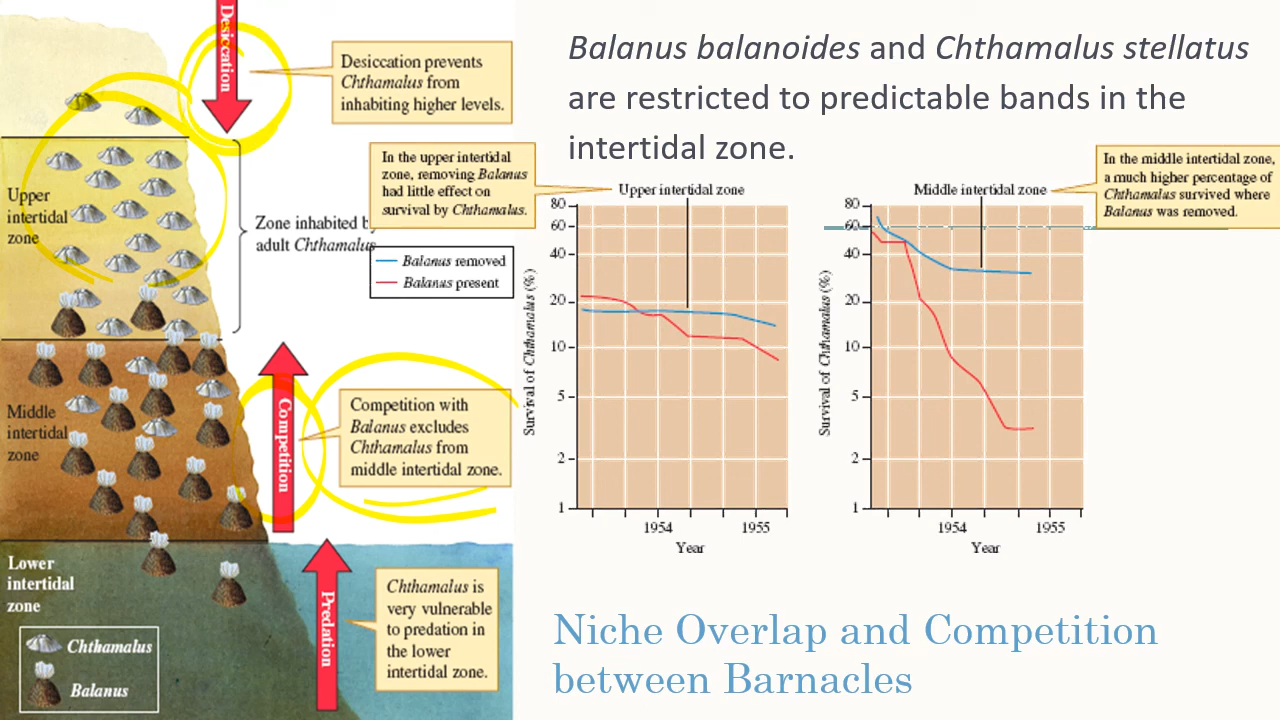 Balanus balanoides and Chthamalus stellatus
are restricted to predictable bands in the
intertidal zone.
Desiccation
Desiccation prevents
Chthamalus from
inhabiting higher levels.
Upper
intertidal
zone
Zone inhabited by
adult Chthamalus
Middle
intertidal
zone
Competition
Competition with
Balanus excludes
Chthamalus from
middle intertidal zone.
Lower
intertidal
zone
Predation
Chthamalus is
very vulnerable
to predation in
the lower
intertidal zone.
Chthamalus
Balanus
In the upper intertidal
zone, removing Balanus
had little effect on
survival by Chthamalus.
Balanus removed
Balanus present
Upper intertidal zone
Survival of Chthamalus (%)
80
60
40
20
10
5
2
1
1954 1955
Year
In the middle intertidal zone,
a much higher percentage of
Chthamalus survived where
Balanus was removed.
Middle intertidal zone
Survival of Chthamalus (%)
80
60
40
20
10
5
2
1
1954 1955
Year
Niche Overlap and Competition
between Barnacles